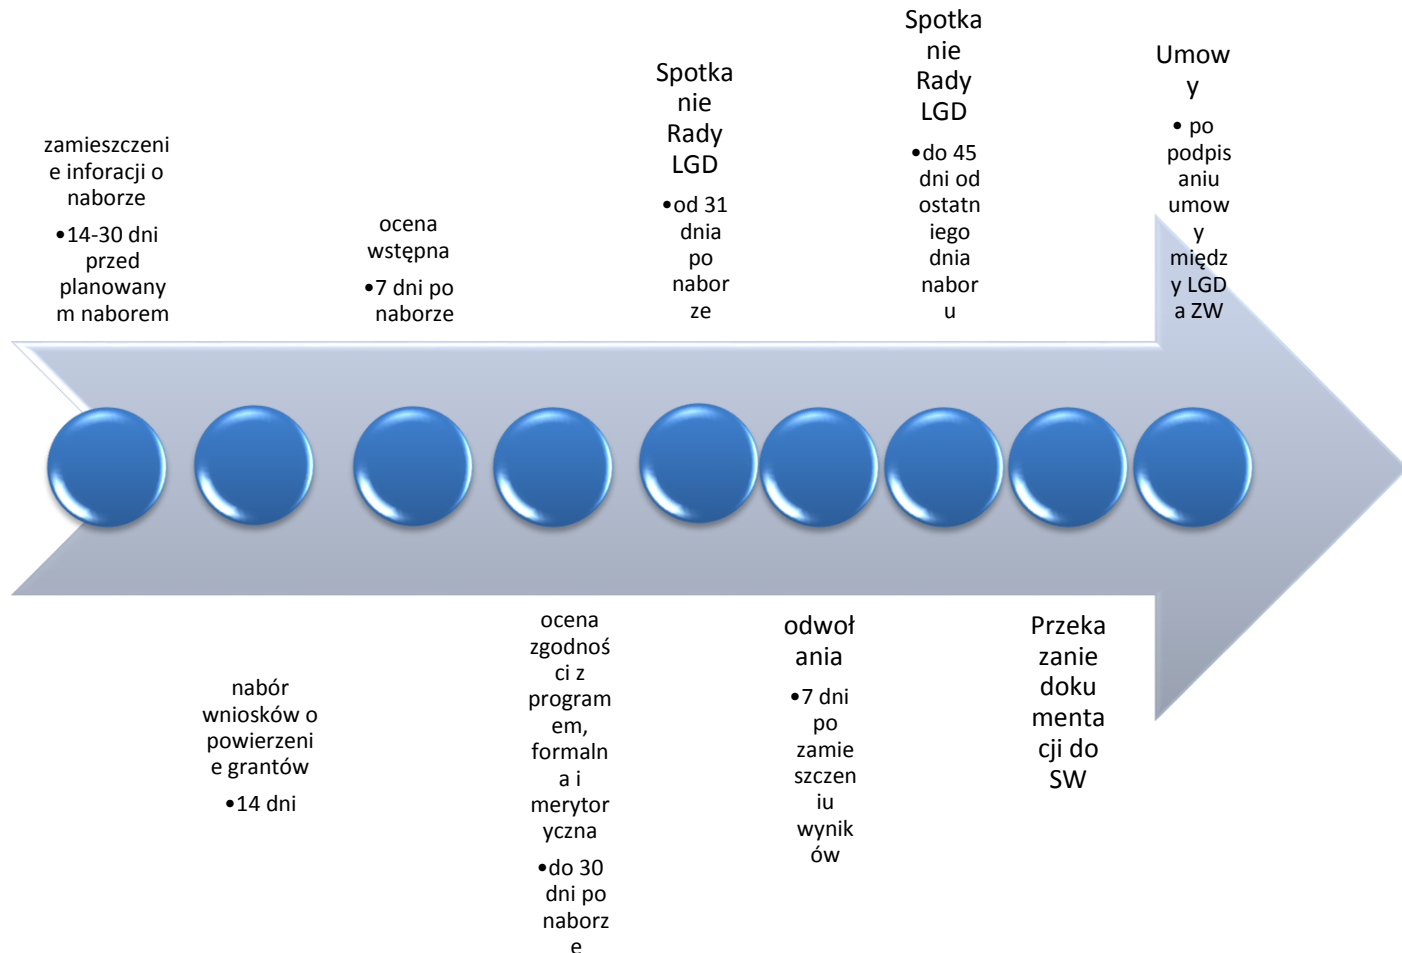 zamieszczeni
e inforacji o
naborze
•14-30 dni
przed
planowany
m naborem
nabór
wniosków o
powierzeni
e grantów
•14 dni
ocena
wstępna
•7 dni po
naborze
ocena
zgodnoś
ci z
program
em,
formaln
a i
merytor
yczna
•do 30
dni po
naborz
e
Spotka
nie
Rady
LGD
•od 31
dnia
po
nabor
ze
odwoł
ania
•7 dni
po
zamie
szczen
iu
wynik
ów
Spotka
nie
Rady
LGD
•do 45
dni od
ostatn
iego
dnia
nabor
u
Przeka
zanie
doku
menta
cji do
SW
Umow
y
• po
podpis
aniu
umow
y
międz
y LGD
a ZW